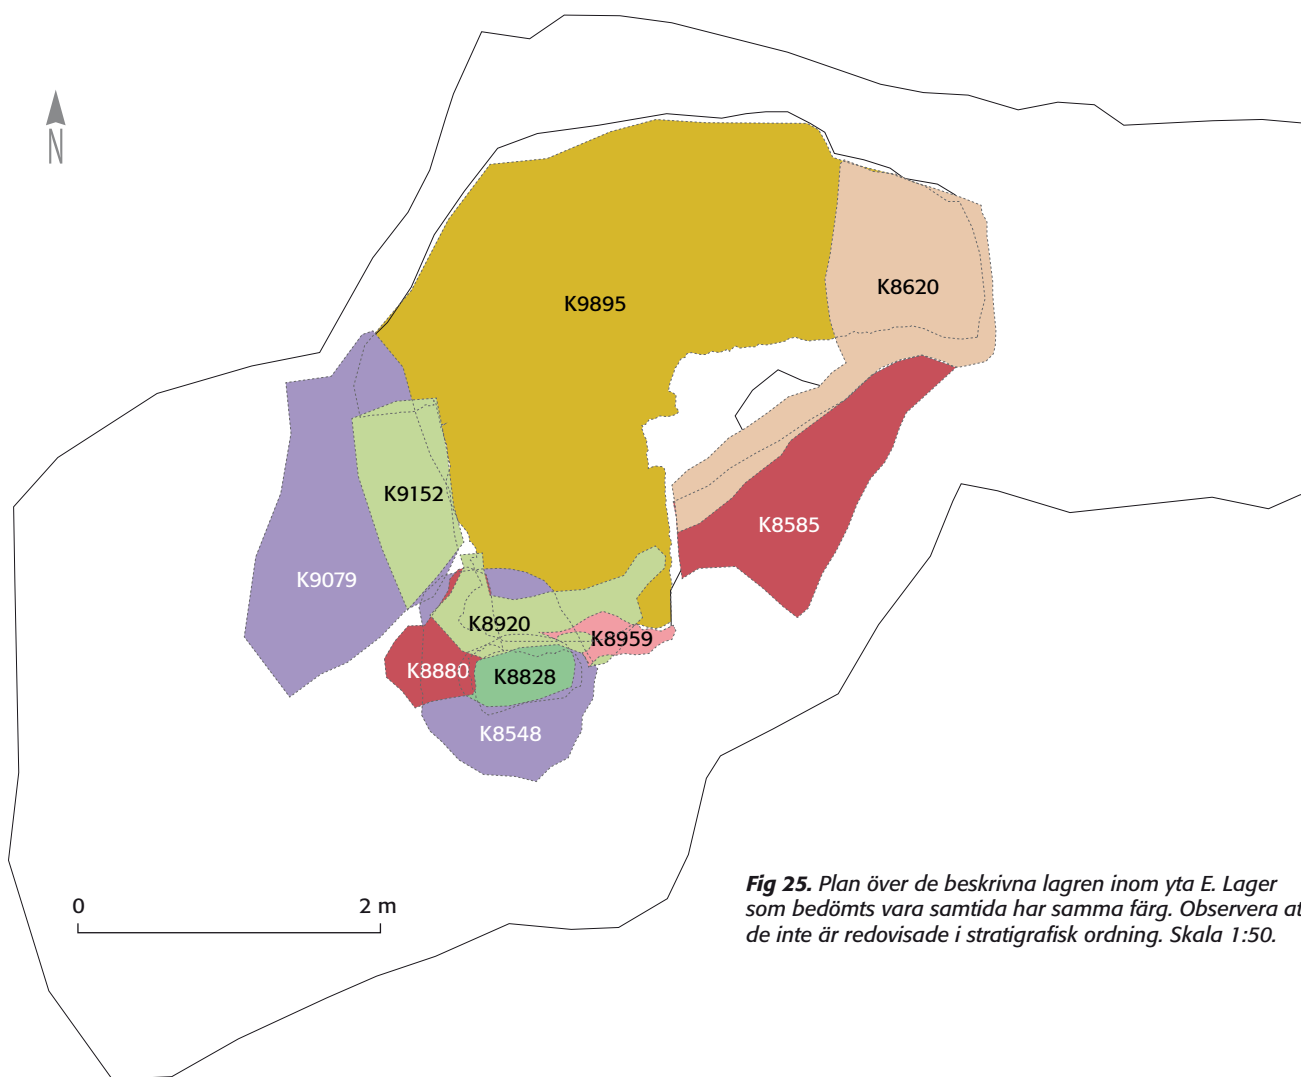 N
K9895
K8620
K9152
K8585
K9079
K8920
K8959
K8880
K8828
K8548
0 2 m
Fig 25. Plan över de beskrivna lagren inom yta E. Lager
som bedömts vara samtida har samma färg. Observera at
de inte är redovisade i stratigrafisk ordning. Skala 1:50.